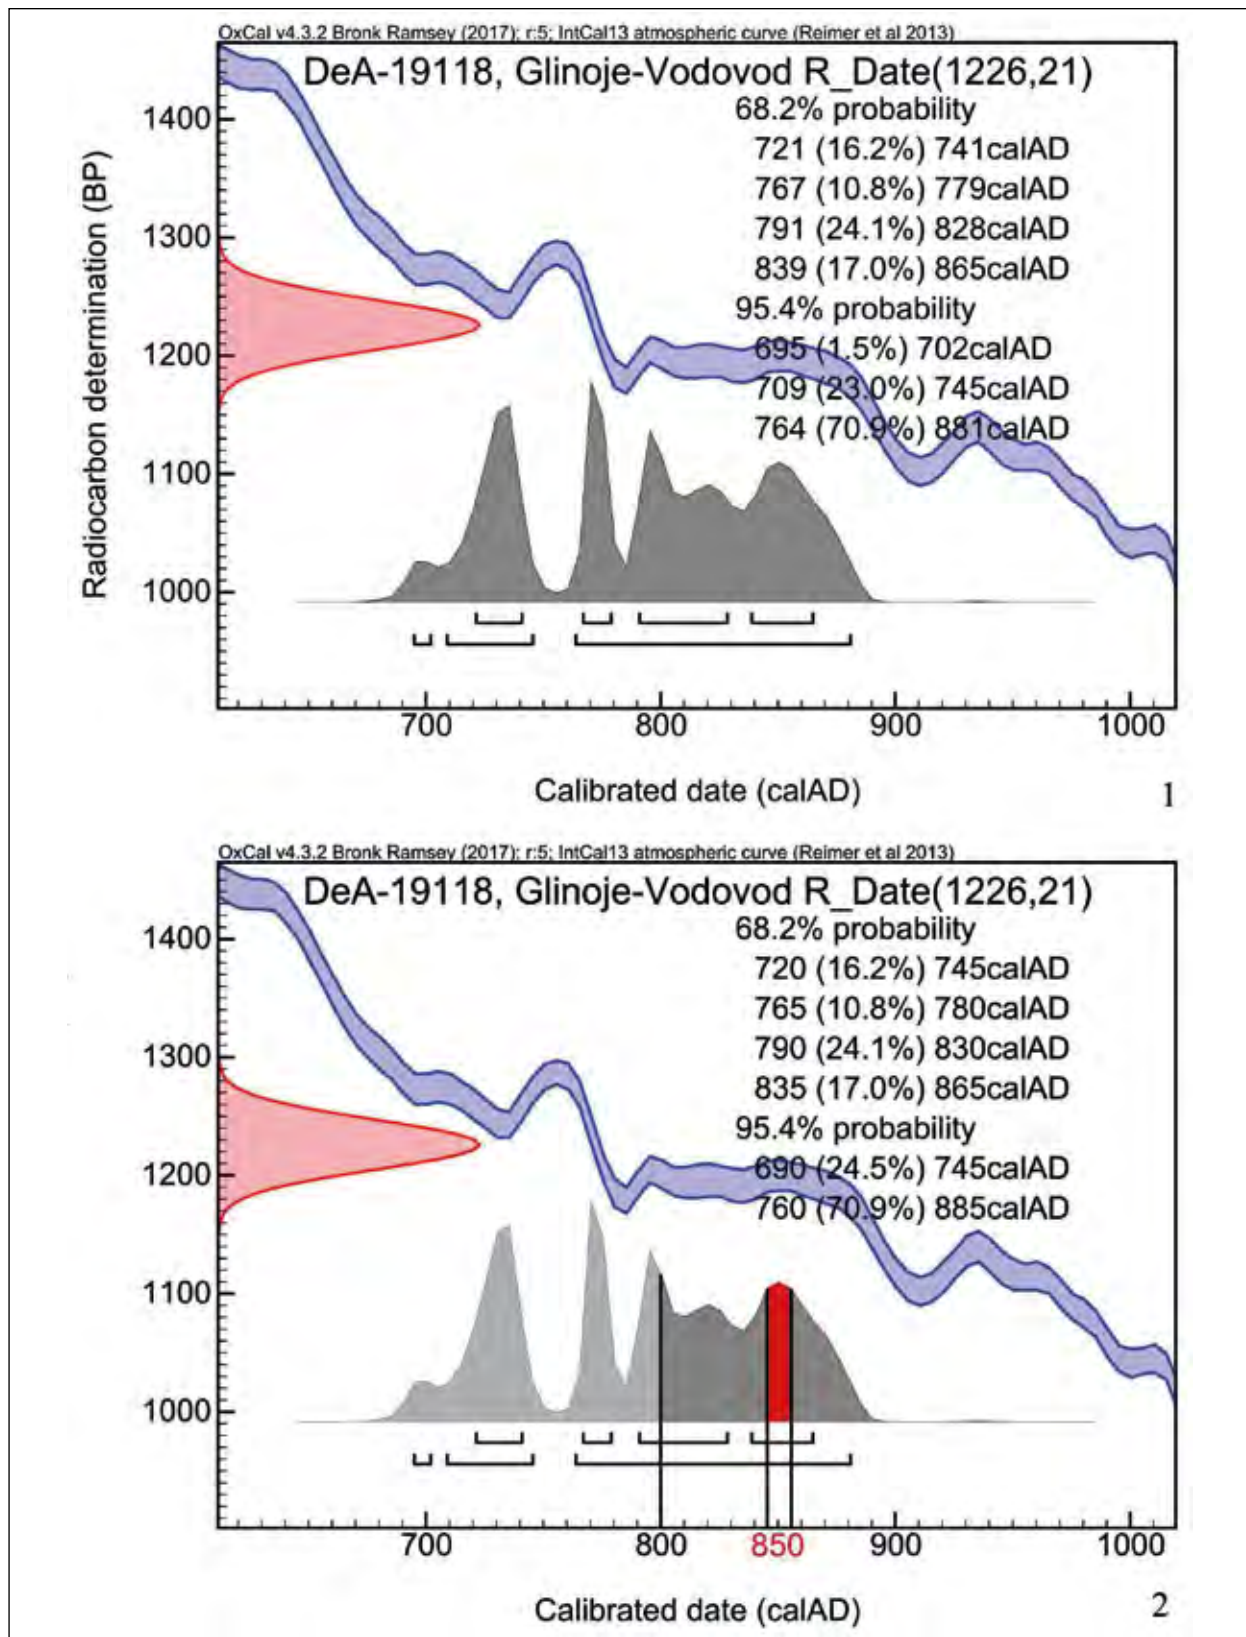 OxCal v4.3.2 Bronk Ramsey (2017); r:5; IntCal13 atmospheric curve (Reimer et al 2013)
DeA-19118, Glinoje-Vodovod R_Date(1226,21)
68.2% probability
721 (16.2%) 741calAD
767 (10.8%) 779calAD
791 (24.1%) 828calAD
839 (17.0%) 865calAD
95.4% probability
695 (1.5%) 702calAD
709 (23.0%) 745calAD
764 (70.9%) 881calAD
Radiocarbon determination (BP)
1400
1300
1200
1100
1000
700 800 900 1000
Calibrated date (calAD)
1
OxCal v4.3.2 Bronk Ramsey (2017); r:5; IntCal13 atmospheric curve (Reimer et al 2013)
DeA-19118, Glinoje-Vodovod R_Date(1226,21)
68.2% probability
720 (16.2%) 745calAD
765 (10.8%) 780calAD
790 (24.1%) 830calAD
835 (17.0%) 865calAD
95.4% probability
690 (24.5%) 745calAD
760 (70.9%) 885calAD
1400
1300
1200
1100
1000
700 800 850 900 1000
Calibrated date (calAD)
2